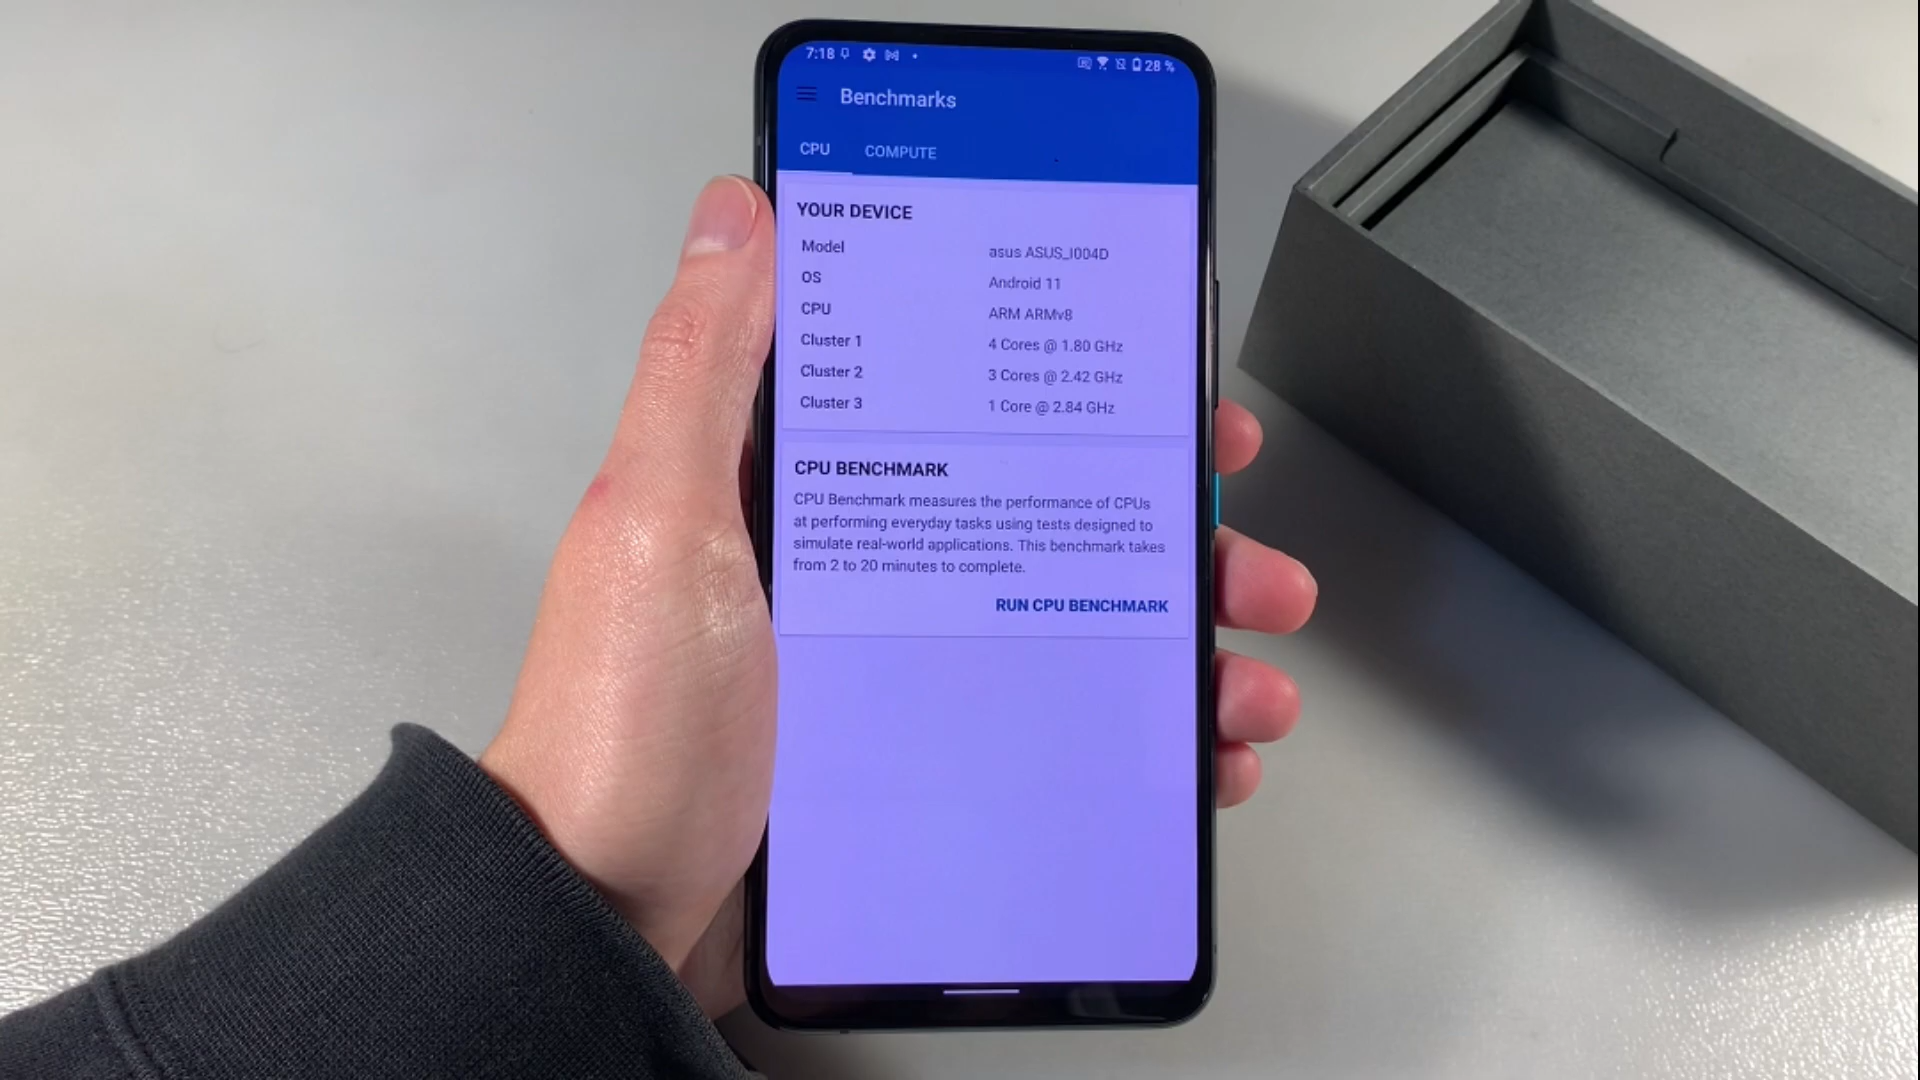 7:18 28 %
Benchmarks
CPU COMPUTE
YOUR DEVICE
Model asus ASUS_I004D
OS Android 11
CPU ARM ARMv8
Cluster 1 4 Cores @ 1.80 GHz
Cluster 2 3 Cores @ 2.42 GHz
Cluster 3 1 Core @ 2.84 GHz
CPU BENCHMARK
CPU Benchmark measures the performance of CPUs
at performing everyday tasks using tests designed to
simulate real-world applications. This benchmark takes
from 2 to 20 minutes to complete.
RUN CPU BENCHMARK